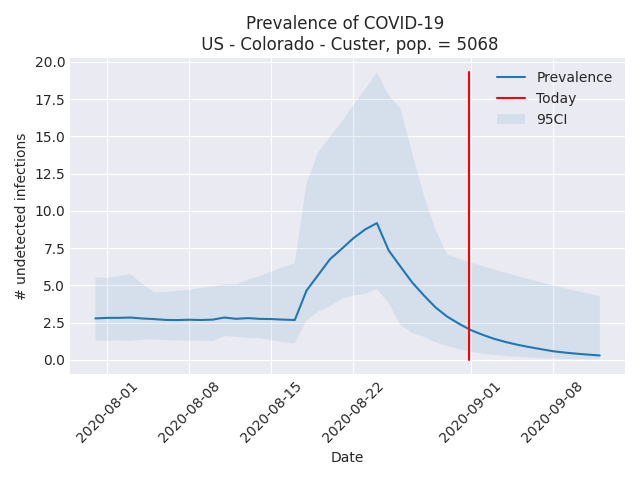 Prevalence of COVID-19
US - Colorado - Custer, pop. = 5068
20.0
17.5
15.0
12.5
10.0
7.5
5.0
2.5
0.0
# undetected infections
Prevalence
Today
95CI
2020-08-01
2020-08-08
2020-08-15
2020-08-22
2020-09-01
2020-09-08
Date